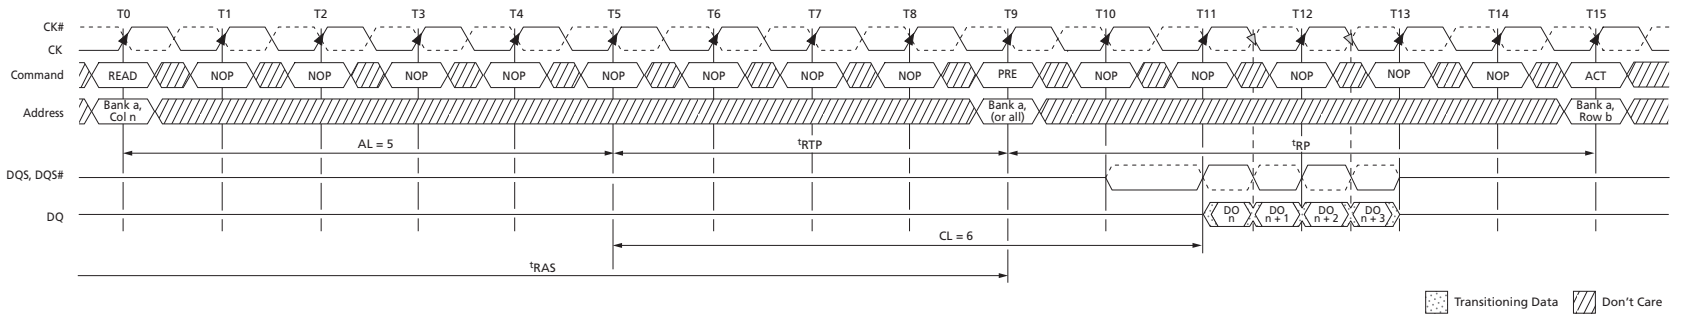 T0 T1 T2 T3 T4 T5 T6 T7 T8 T9 T10 T11 T12 T13 T14 T15
CK#
CK
Command READ NOP NOP NOP NOP NOP NOP NOP NOP PRE NOP NOP NOP NOP NOP ACT
Address Bank a, Col n Bank a, (or all) Bank a, Row b
AL = 5 tRTP tRP
DQS, DQS#
DQ DO n DO n + 1 DO n + 2 DO n + 3
CL = 6
tRAS
Transitioning Data Don't Care